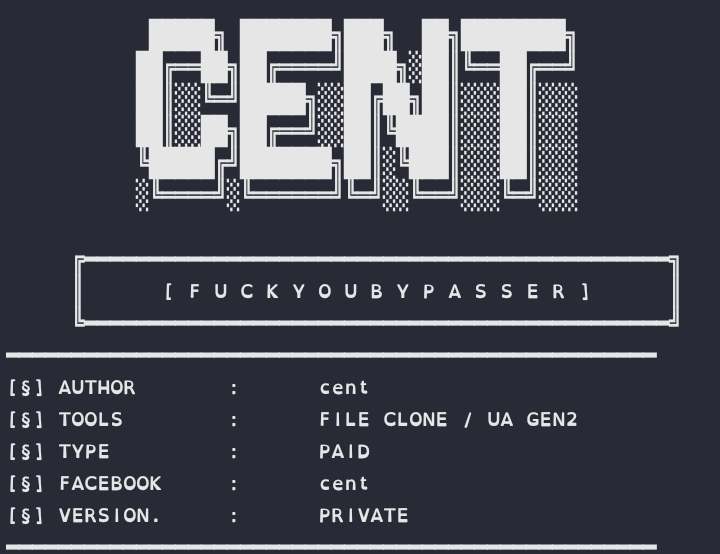 CENT
[ F U C K Y O U B Y P A S S E R ]
[§] AUTHOR : cent
[§] TOOLS : FILE CLONE / UA GEN2
[§] TYPE : PAID
[§] FACEBOOK : cent
[§] VERSION. : PRIVATE